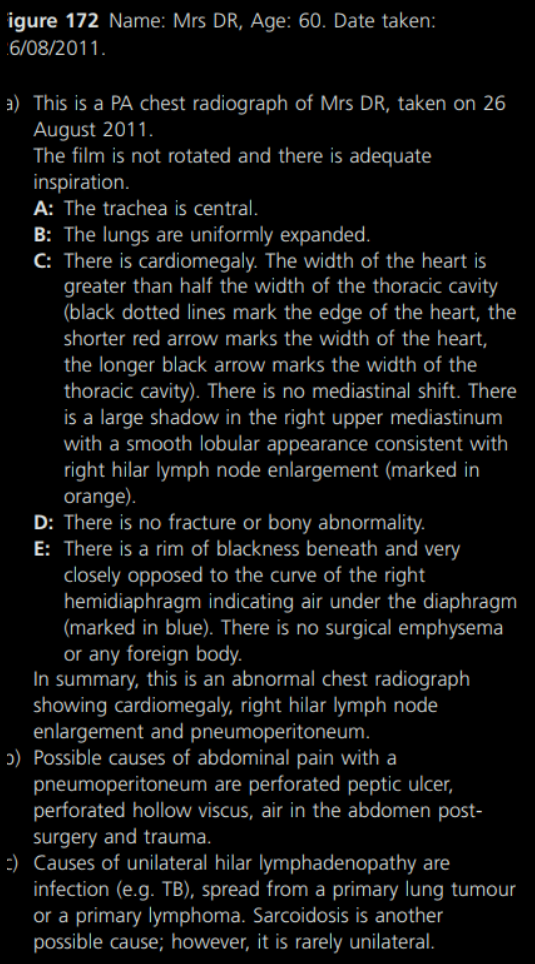 igure 172 Name: Mrs DR, Age: 60. Date taken:
6/08/2011.
a) This is a PA chest radiograph of Mrs DR, taken on 26
August 2011.
The film is not rotated and there is adequate
inspiration.
A: The trachea is central.
B: The lungs are uniformly expanded.
C: There is cardiomegaly. The width of the heart is
greater than half the width of the thoracic cavity
(black dotted lines mark the edge of the heart, the
shorter red arrow marks the width of the heart,
the longer black arrow marks the width of the
thoracic cavity). There is no mediastinal shift. There
is a large shadow in the right upper mediastinum
with a smooth lobular appearance consistent with
right hilar lymph node enlargement (marked in
orange).
D: There is no fracture or bony abnormality.
E: There is a rim of blackness beneath and very
closely opposed to the curve of the right
hemidiaphragm indicating air under the diaphragm
(marked in blue). There is no surgical emphysema
or any foreign body.
In summary, this is an abnormal chest radiograph
showing cardiomegaly, right hilar lymph node
enlargement and pneumoperitoneum.
b) Possible causes of abdominal pain with a
pneumoperitoneum are perforated peptic ulcer,
perforated hollow viscus, air in the abdomen post-
surgery and trauma.
c) Causes of unilateral hilar lymphadenopathy are
infection (e.g. TB), spread from a primary lung tumour
or a primary lymphoma. Sarcoidosis is another
possible cause; however, it is rarely unilateral.